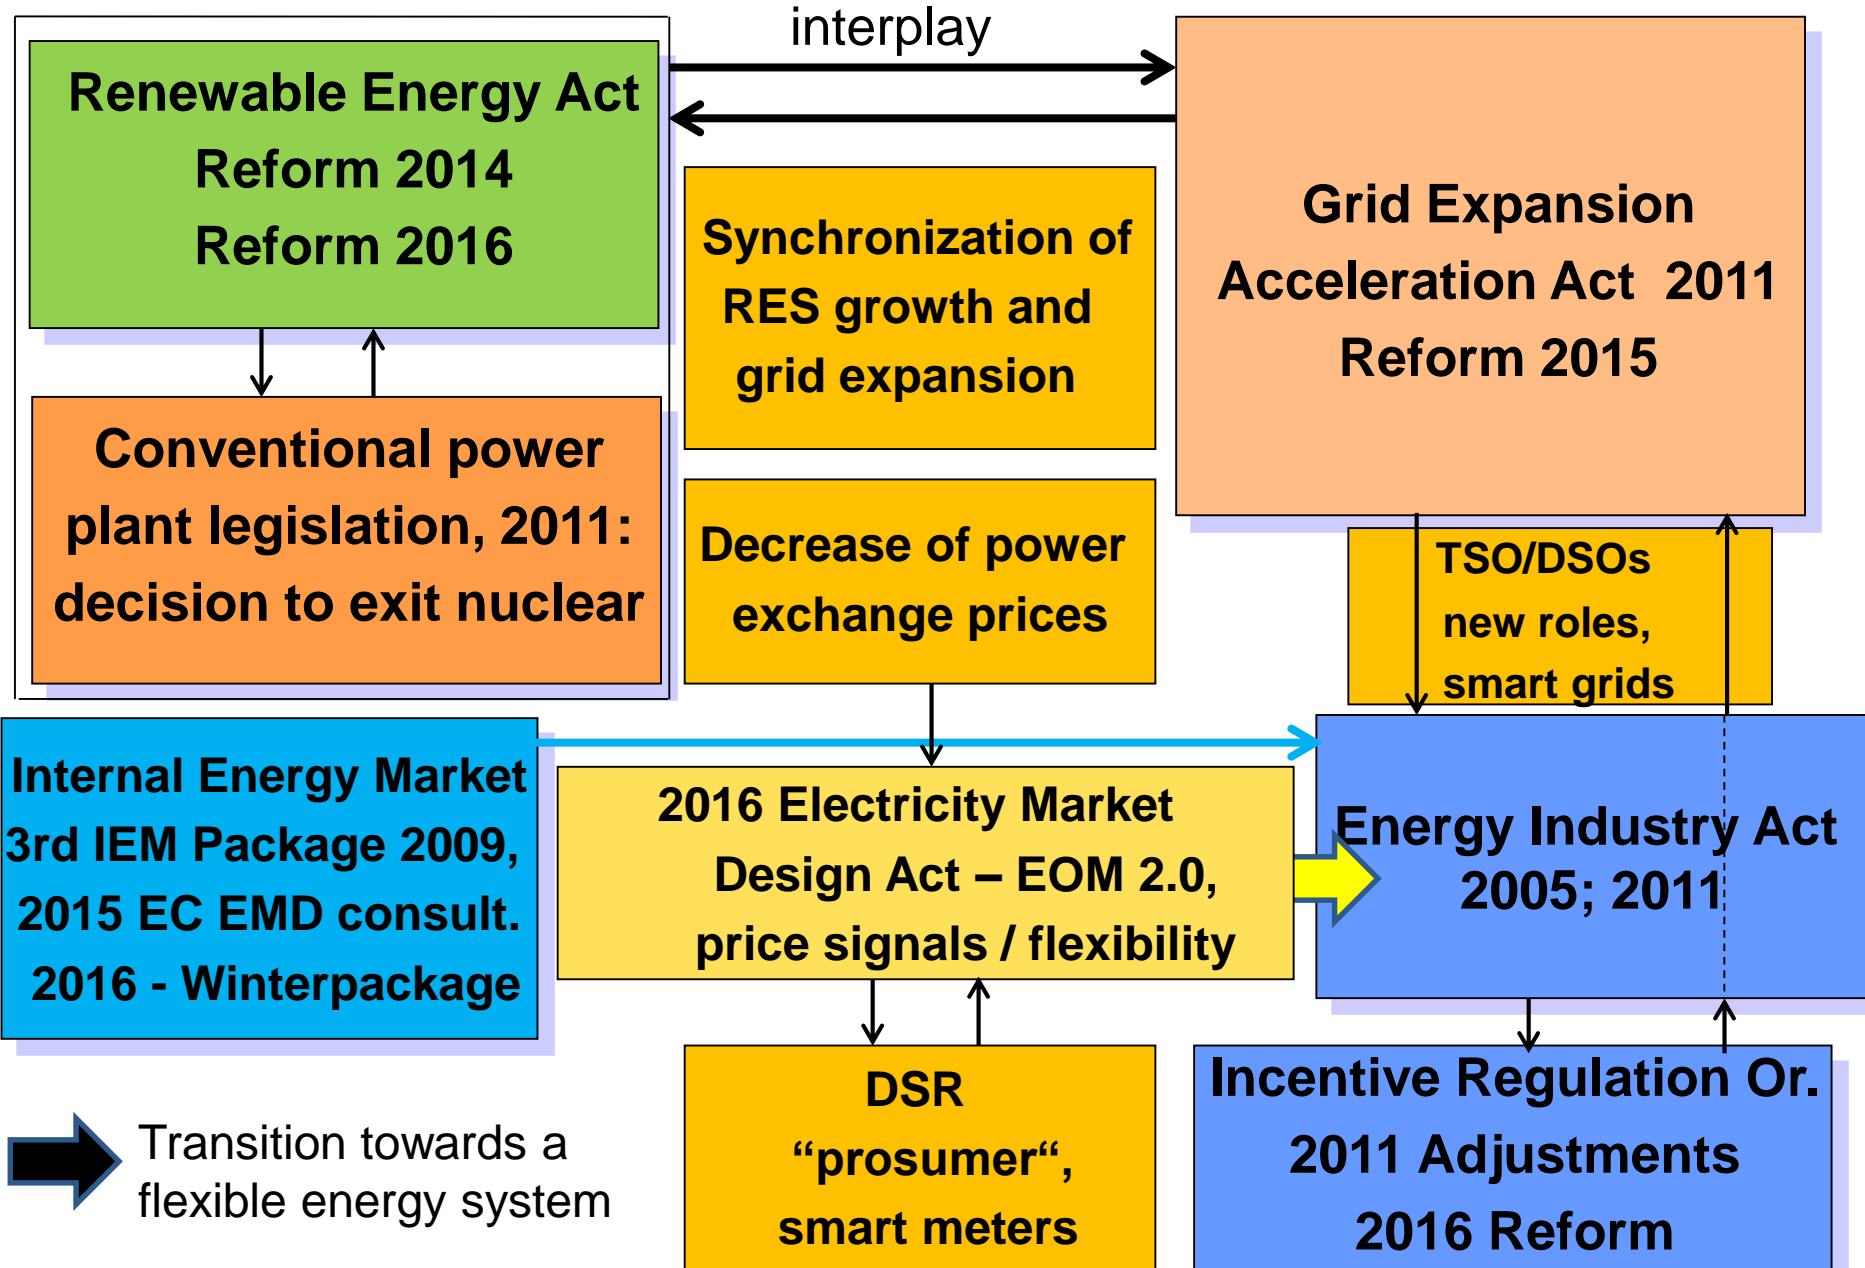 interplay
Renewable Energy Act
Reform 2014
Reform 2016
Grid Expansion
Acceleration Act 2011
Reform 2015
Synchronization of
RES growth and
grid expansion
Conventional power
plant legislation, 2011:
decision to exit nuclear
Decrease of power
exchange prices
TSO/DSOs
new roles,
smart grids
Internal Energy Market
3rd IEM Package 2009,
2015 EC EMD consult.
2016 - Winterpackage
2016 Electricity Market
Design Act – EOM 2.0,
price signals / flexibility
Energy Industry Act
2005; 2011
DSR
“prosumer“,
smart meters
Incentive Regulation Or.
2011 Adjustments
2016 Reform
Transition towards a
flexible energy system